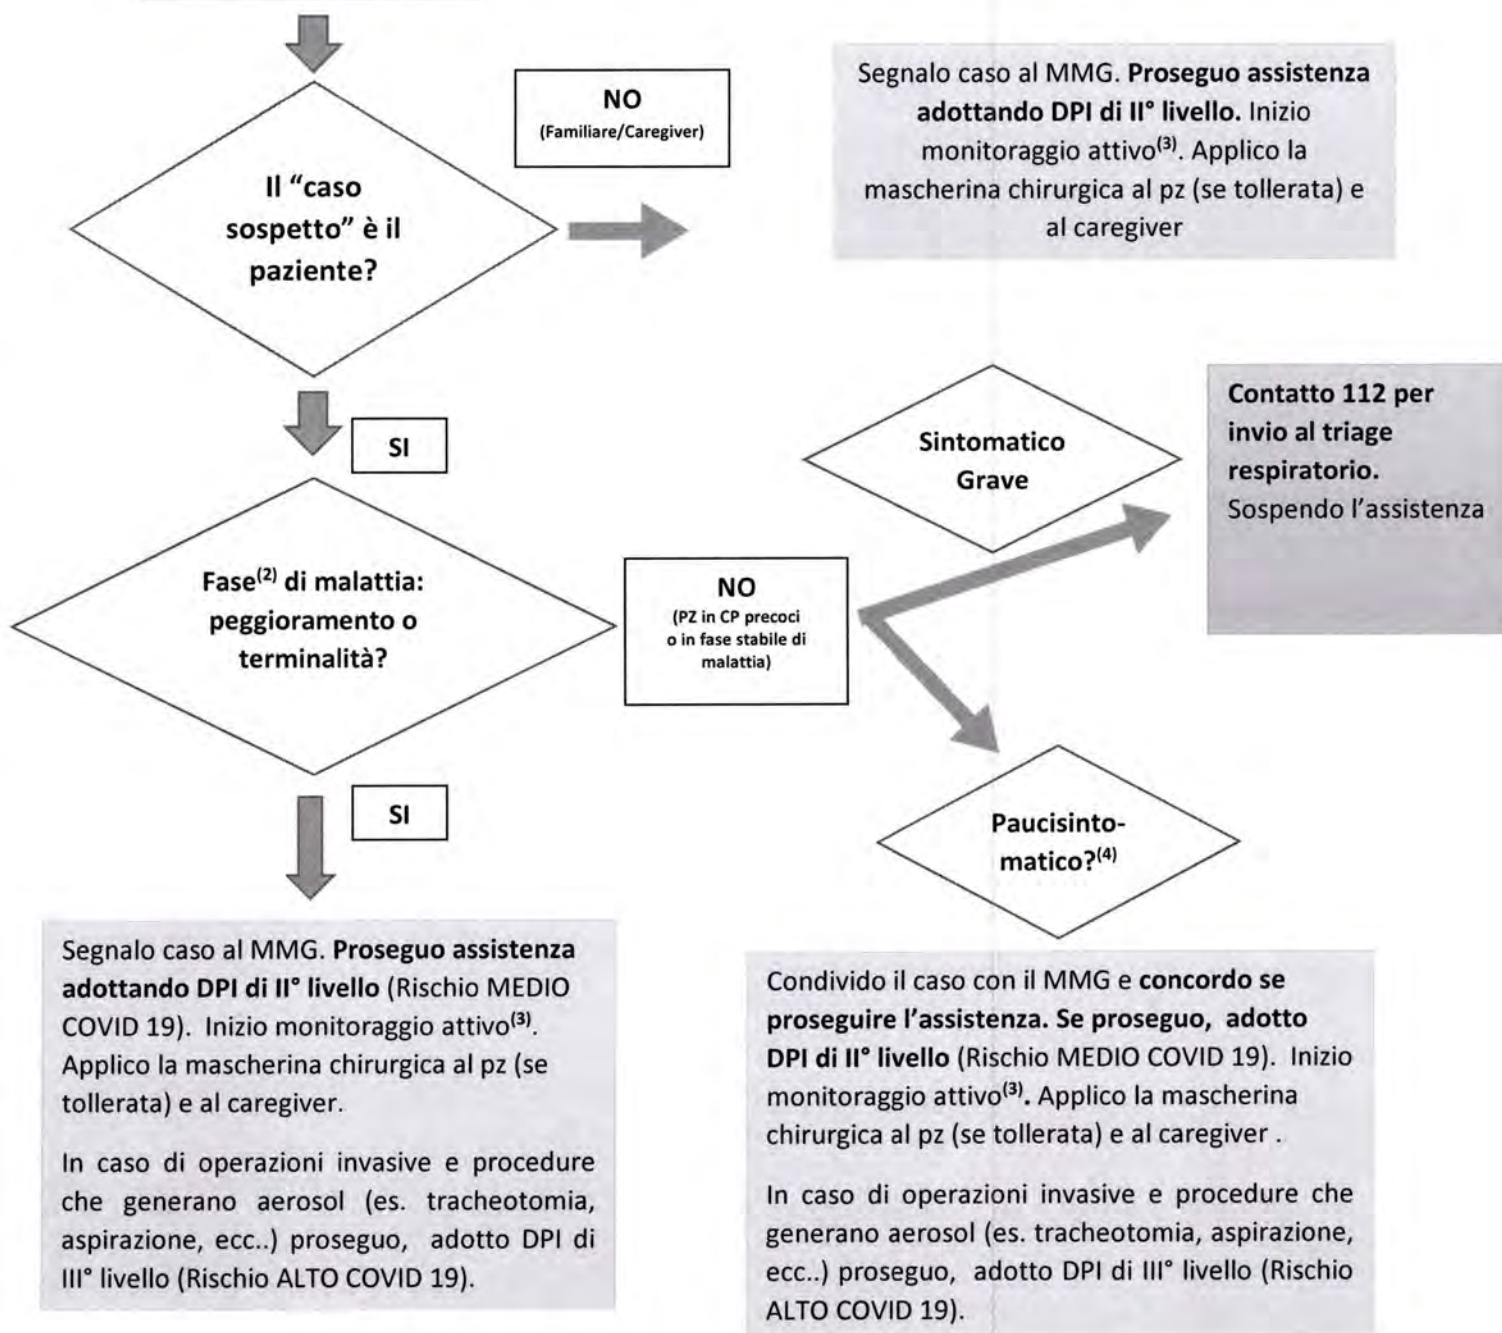 NO
(Familiare/Caregiver)
Segnalo caso al MMG. Proseguo assistenza
adottando DPI di II° livello. Inizio
monitoraggio attivo(3). Applico la
mascherina chirurgica al pz (se tollerata) e
al caregiver
Il “caso
sospetto” è il
paziente?
SI
Sintomatico
Grave
Contatto 112 per
invio al triage
respiratorio.
Sospendo l’assistenza
Fase(2) di malattia:
peggioramento o
terminalità?
NO
(PZ in CP precoci
o in fase stabile di
malattia)
SI
Paucisinto-
matico?(4)
Segnalo caso al MMG. Proseguo assistenza
adottando DPI di II° livello (Rischio MEDIO
COVID 19). Inizio monitoraggio attivo(3).
Applico la mascherina chirurgica al pz (se
tollerata) e al caregiver.
In caso di operazioni invasive e procedure
che generano aerosol (es. tracheotomia,
aspirazione, ecc..) proseguo, adotto DPI di
III° livello (Rischio ALTO COVID 19).
Condivido il caso con il MMG e concordo se
proseguire l’assistenza. Se proseguo, adotto
DPI di II° livello (Rischio MEDIO COVID 19). Inizio
monitoraggio attivo(3). Applico la mascherina
chirurgica al pz (se tollerata) e al caregiver .
In caso di operazioni invasive e procedure che
generano aerosol (es. tracheotomia, aspirazione,
ecc..) proseguo, adotto DPI di III° livello (Rischio
ALTO COVID 19).